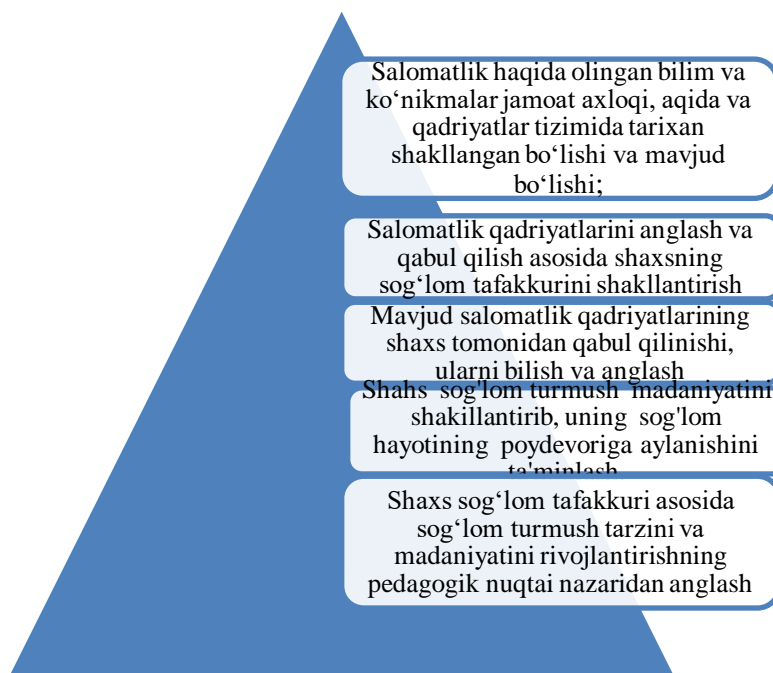 Salomatlik haqida olingan bilim va
ko‘nikmalar jamoat axloqi, aqida va
qadriyatlar tizimida tarixan
shakllangan bo‘lishi va mavjud
bo‘lishi;
Salomatlik qadriyatlarini anglash va
qabul qilish asosida shaxsning
sog‘lom tafakkurini shakllantirish
Mavjud salomatlik qadriyatlarining
shaxs tomonidan qabul qilinishi,
ularni bilish va anglash
Shahs sog'lom turmush madaniyatini
shakillantirib, uning sog'lom
hayotining poydevoriga aylanishini
ta'minlash
Shaxs sog‘lom tafakkuri asosida
sog‘lom turmush tarzini va
madaniyatini rivojlantirishning
pedagogik nuqtai nazaridan anglash